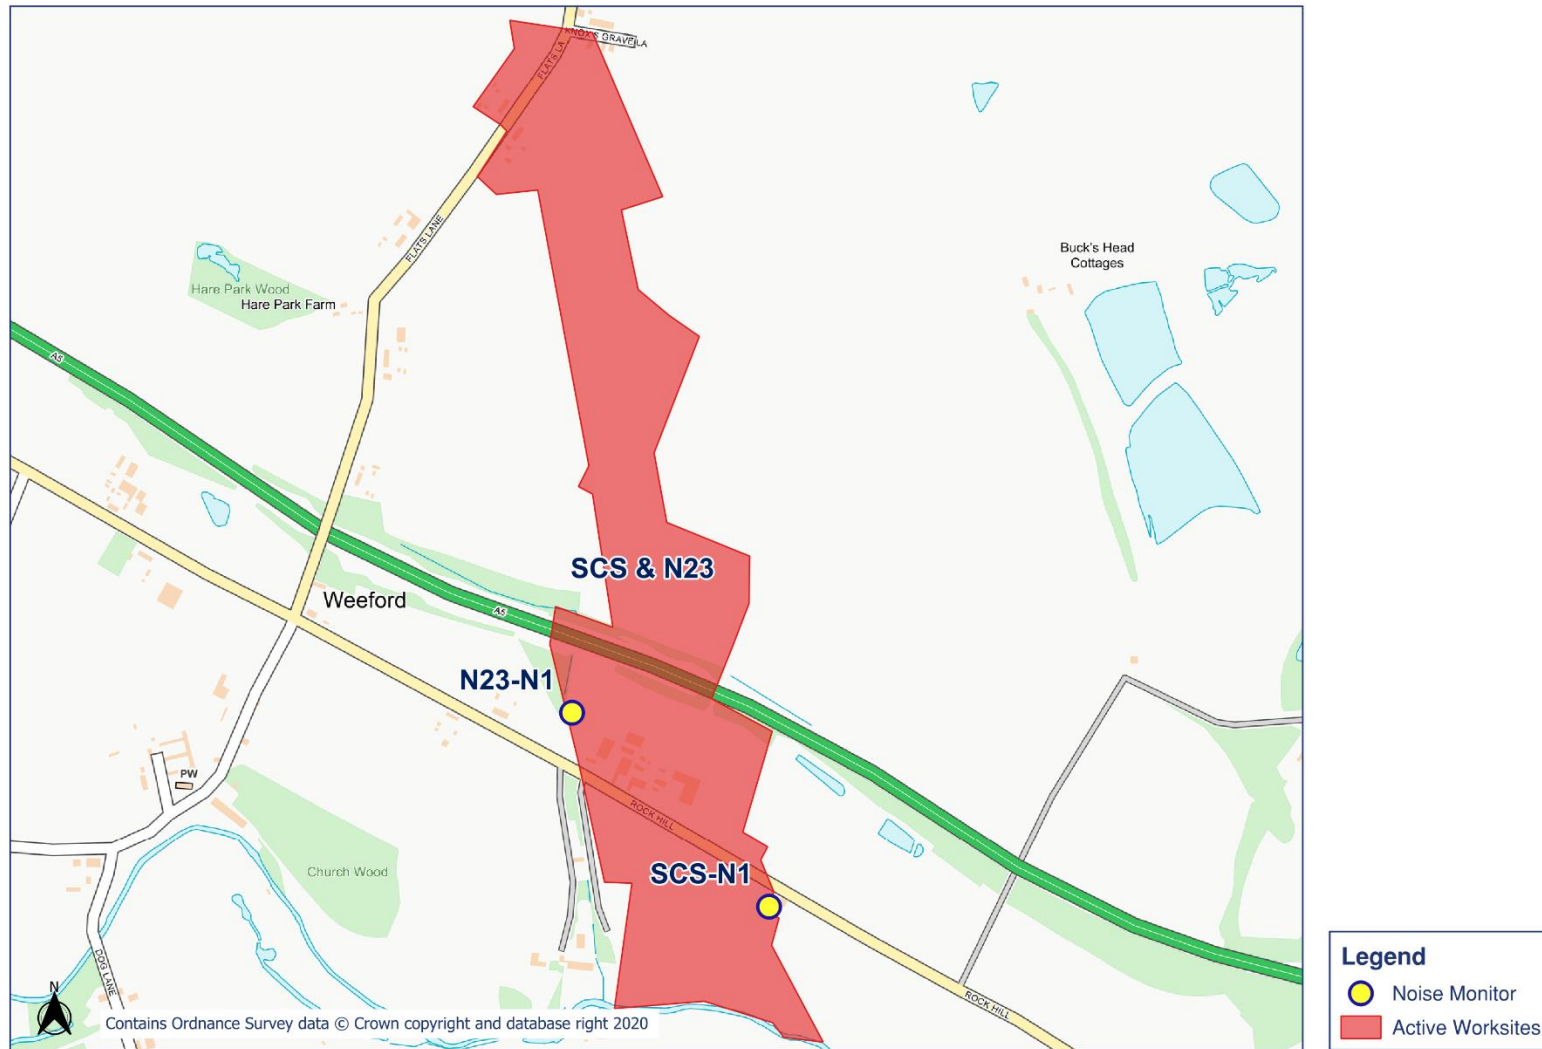 KNOX'S GRAVE LA
FLATS LA
FLATS LANE
Buck's Head
Cottages
Hare Park Wood
Hare Park Farm
A5
SCS & N23
Weeford
A5
N23-N1
PW
ROCK HILL
Church Wood
SCS-N1
DOG LANE
ROCK HILL
N
Contains Ordnance Survey data © Crown copyright and database right 2020
Legend
Noise Monitor
Active Worksites